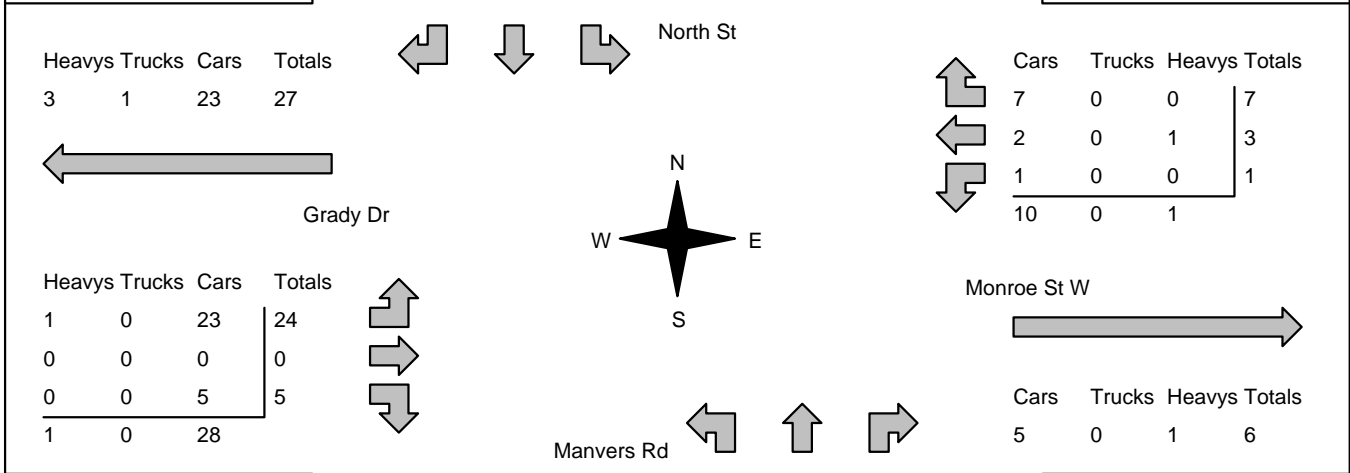 North St
Heavys Trucks Cars Totals
3 1 23 27
Cars Trucks Heavys Totals
7 0 0 7
2 0 1 3
1 0 0 1
10 0 1
N
W E
S
Grady Dr
Heavys Trucks Cars Totals
1 0 23 24
0 0 0 0
0 0 5 5
1 0 28
Monroe St W
Cars Trucks Heavys Totals
5 0 1 6
Manvers Rd